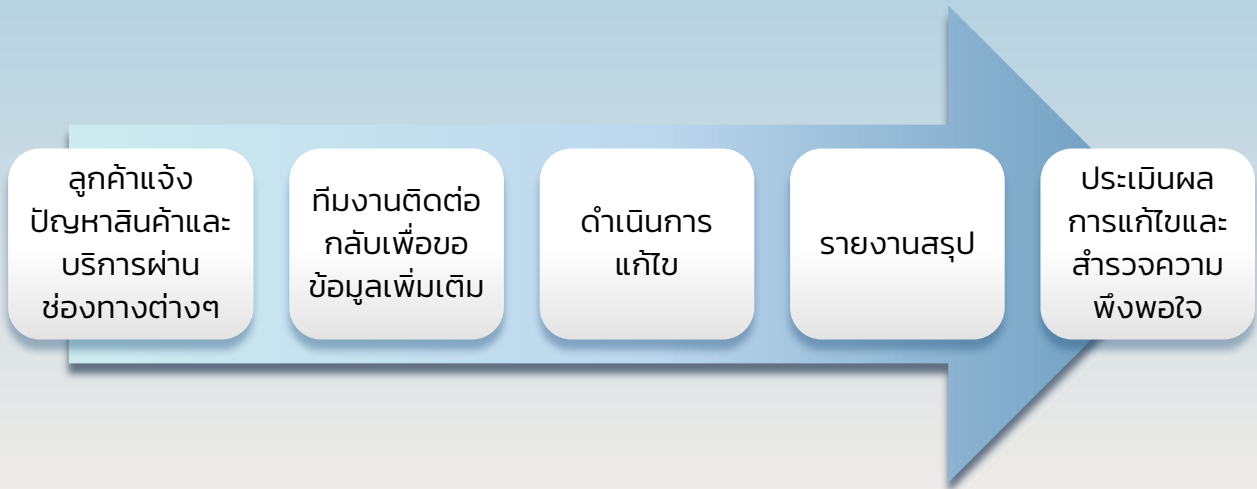 ลูกค้าแจ้ง
ปัญหาสินค้าและ
บริการผ่าน
ช่องทางต่างๆ
ทีมงานติดต่อ
กลับเพื่อขอ
ข้อมูลเพิ่มเติม
ดำเนินการ
แก้ไข
รายงานสรุป
ประเมินผล
การแก้ไขและ
สำรวจความ
พึงพอใจ